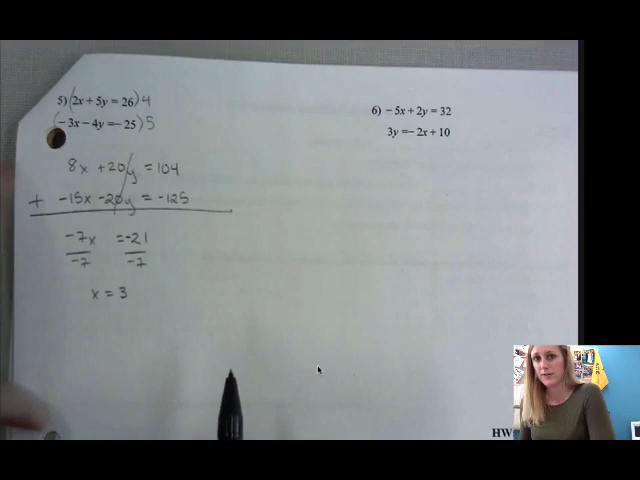 5) (2x + 5y = 26) 4
(-3x - 4y = -25) 5
8x + 20y = 104
+ -15x - 20y = -125
-7x = -21
-7 -7
x = 3
6) -5x + 2y = 32
3y = -2x + 10
HW